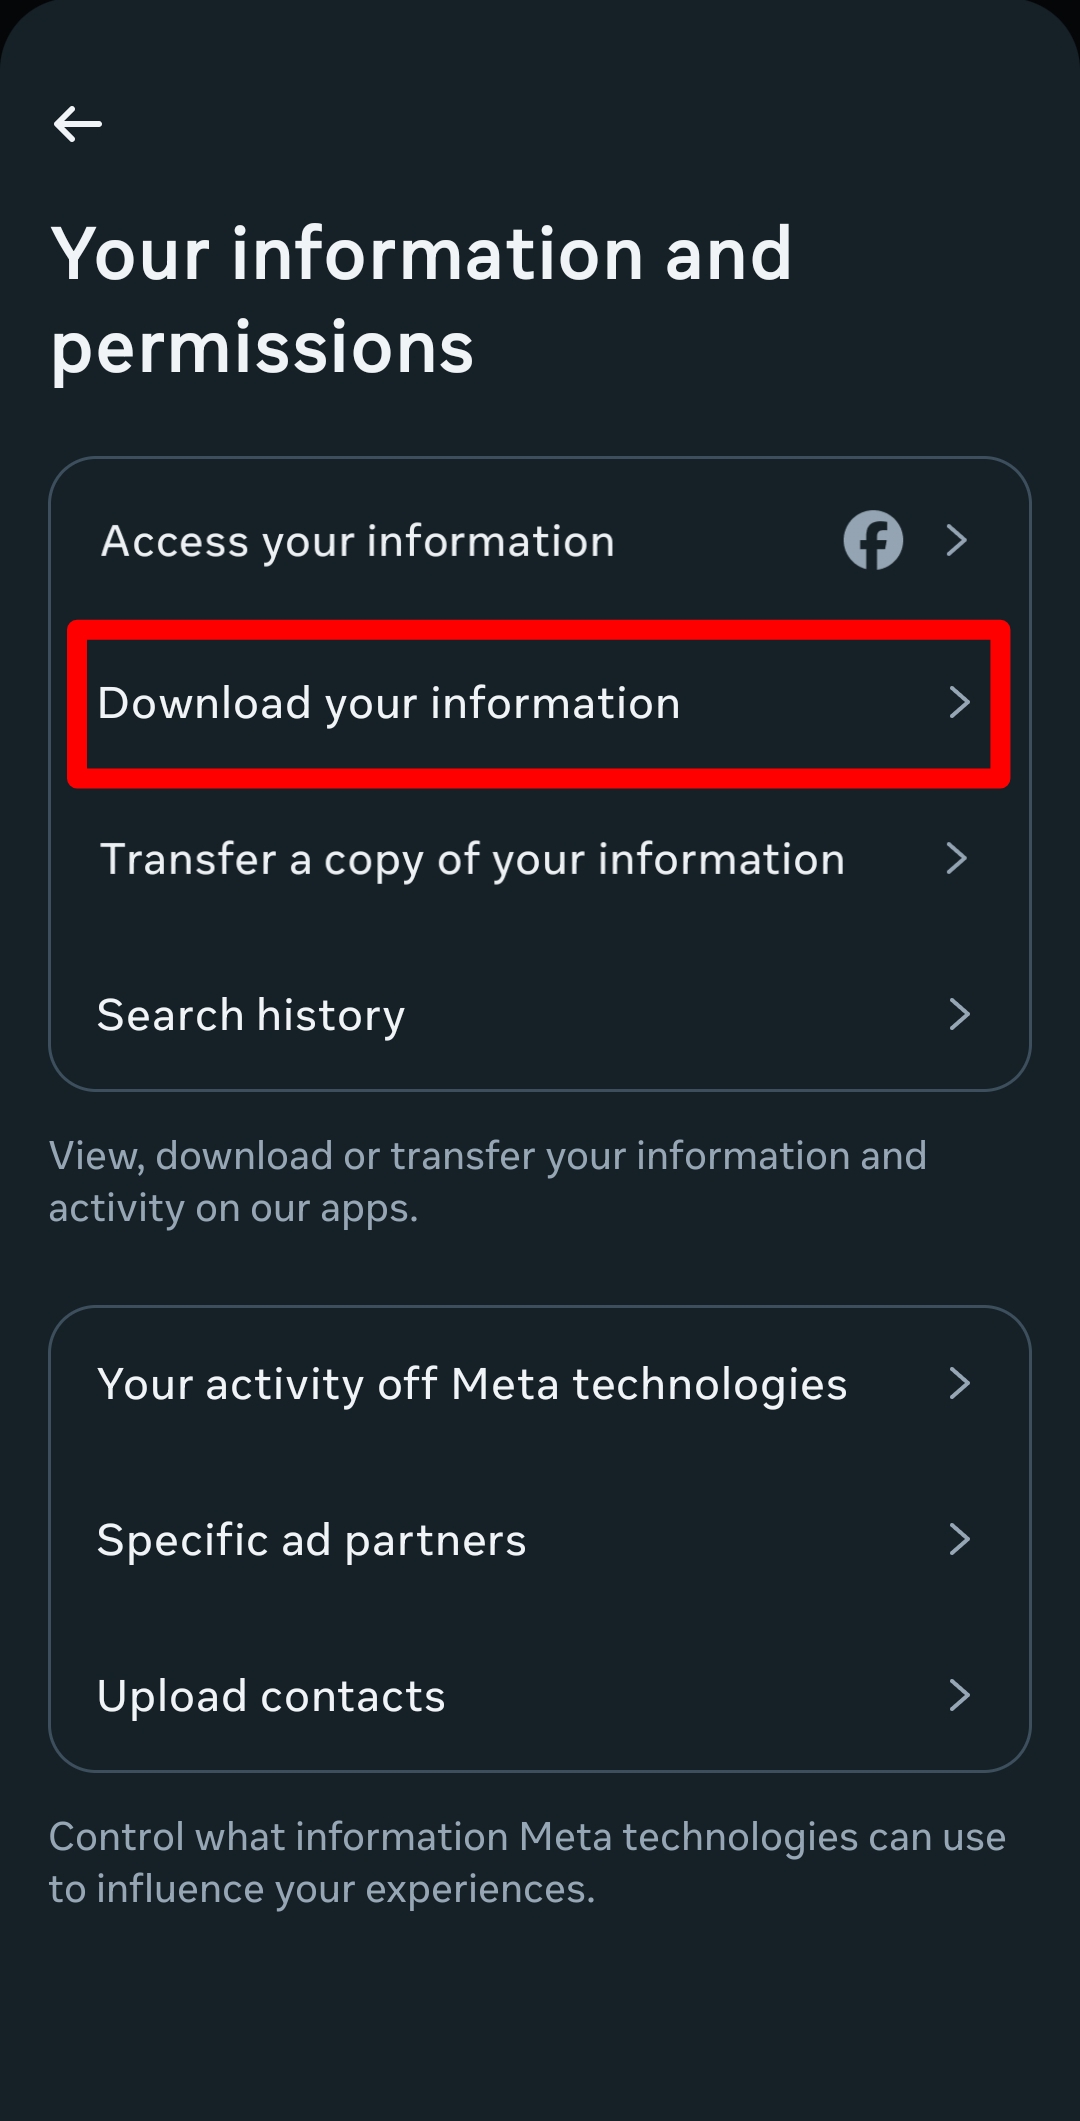 Your information and
permissions
Access your information
Download your information
Transfer a copy of your information
Search history
View, download or transfer your information and
activity on our apps.
Your activity off Meta technologies
Specific ad partners
Upload contacts
Control what information Meta technologies can use
to influence your experiences.